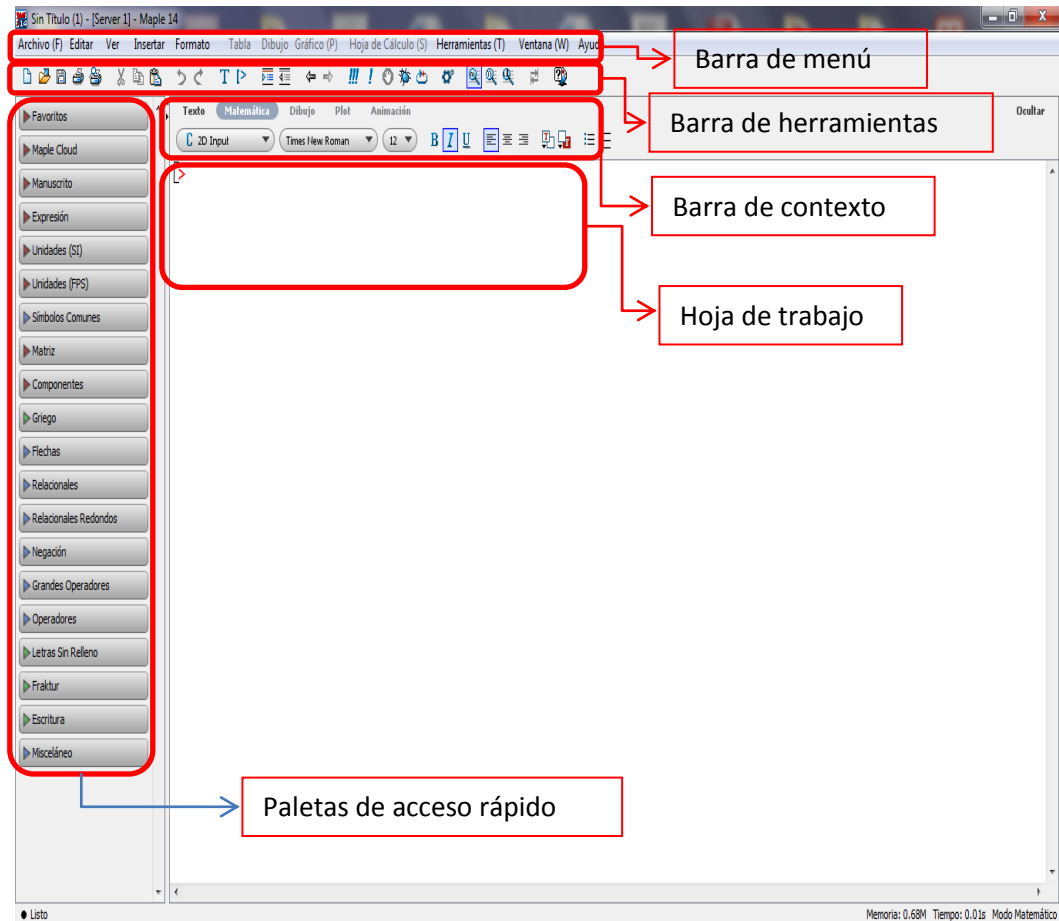 Sin Título (1) - [Server 1] - Maple 14
Archivo (F) Editar Ver Insertar Formato Tabla Dibujo Gráfico (P) Hoja de Cálculo (S) Herramientas (T) Ventana (W)
Barra de menú
Barra de herramientas
Texto Matemática Dibujo Plot Animación
Ocultar
C 2D Input Times New Roman 12 B I U
Barra de contexto
Hoja de trabajo
Favoritos
Maple Cloud
Manuscrito
Expresión
Unidades (SI)
Unidades (FPS)
Símbolos Comunes
Matriz
Componentes
Griego
Flechas
Relacionales
Relacionales Redondos
Negación
Grandes Operadores
Operadores
Letras Sin Relleno
Fraktur
Escritura
Misceláneo
Paletas de acceso rápido
Listo
Memoria: 0.68M Tiempo: 0.01s Modo Matemático